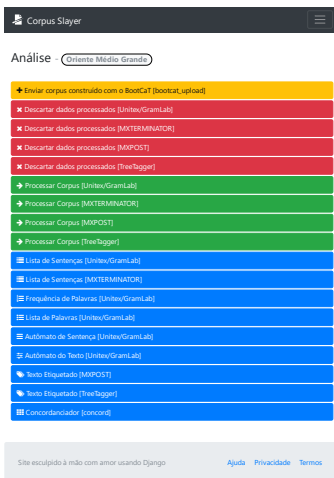 Corpus Slayer
Análise - Oriente Médio Grande
Enviar corpus construído com o BootCaT [bootcat_upload]
Descartar dados processados [Unitex/GramLab]
Descartar dados processados [MXTERMINATOR]
Descartar dados processados [MXPOST]
Descartar dados processados [TreeTagger]
Processar Corpus [Unitex/GramLab]
Processar Corpus [MXTERMINATOR]
Processar Corpus [MXPOST]
Processar Corpus [TreeTagger]
Lista de Sentenças [Unitex/GramLab]
Lista de Sentenças [MXTERMINATOR]
Frequência de Palavras [Unitex/GramLab]
Lista de Palavras [Unitex/GramLab]
Autômato de Sentença [Unitex/GramLab]
Autômato do Texto [Unitex/GramLab]
Texto Etiquetado [MXPOST]
Texto Etiquetado [TreeTagger]
Concordanciador [concord]
Site esculpido à mão com amor usando Django Ajuda Privacidade Termos